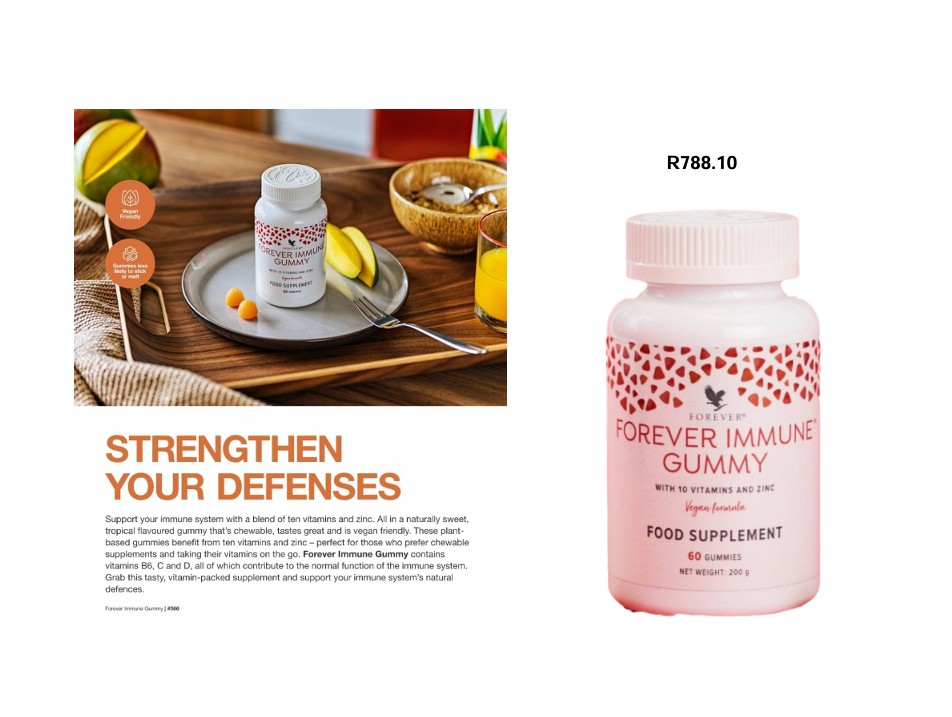 Vegan
Friendly
Gummies less
likely to stick
or melt
FOREVER
FOREVER IMMUNE
GUMMY
WITH 10 VITAMINS AND ZINC
Vegan formula
FOOD SUPPLEMENT
60 GUMMIES
STRENGTHEN
YOUR DEFENSES
Support your immune system with a blend of ten vitamins and zinc. All in a naturally sweet,
tropical flavoured gummy that's chewable, tastes great and is vegan friendly. These plant-
based gummies benefit from ten vitamins and zinc – perfect for those who prefer chewable
supplements and taking their vitamins on the go. Forever Immune Gummy contains
vitamins B6, C and D, all of which contribute to the normal function of the immune system.
Grab this tasty, vitamin-packed supplement and support your immune system's natural
defences.
Forever Immune Gummy | #566
R788.10
FOREVER®
FOREVER IMMUNE™
GUMMY
WITH 10 VITAMINS AND ZINC
Vegan formula
FOOD SUPPLEMENT
60 GUMMIES
NET WEIGHT: 200 g